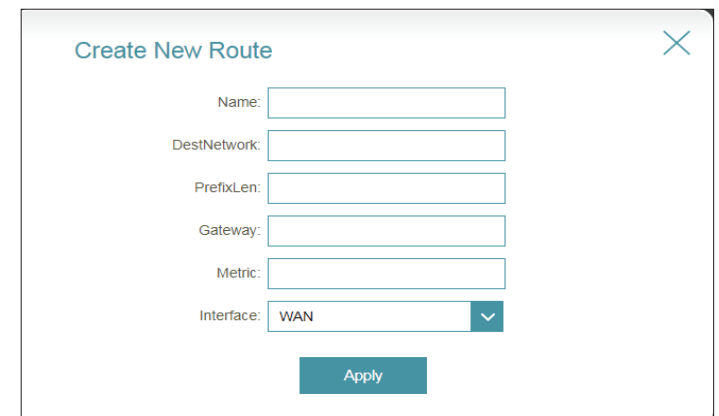 Create New Route
Name:
DestNetwork:
PrefixLen:
Gateway:
Metric:
Interface: WAN
Apply